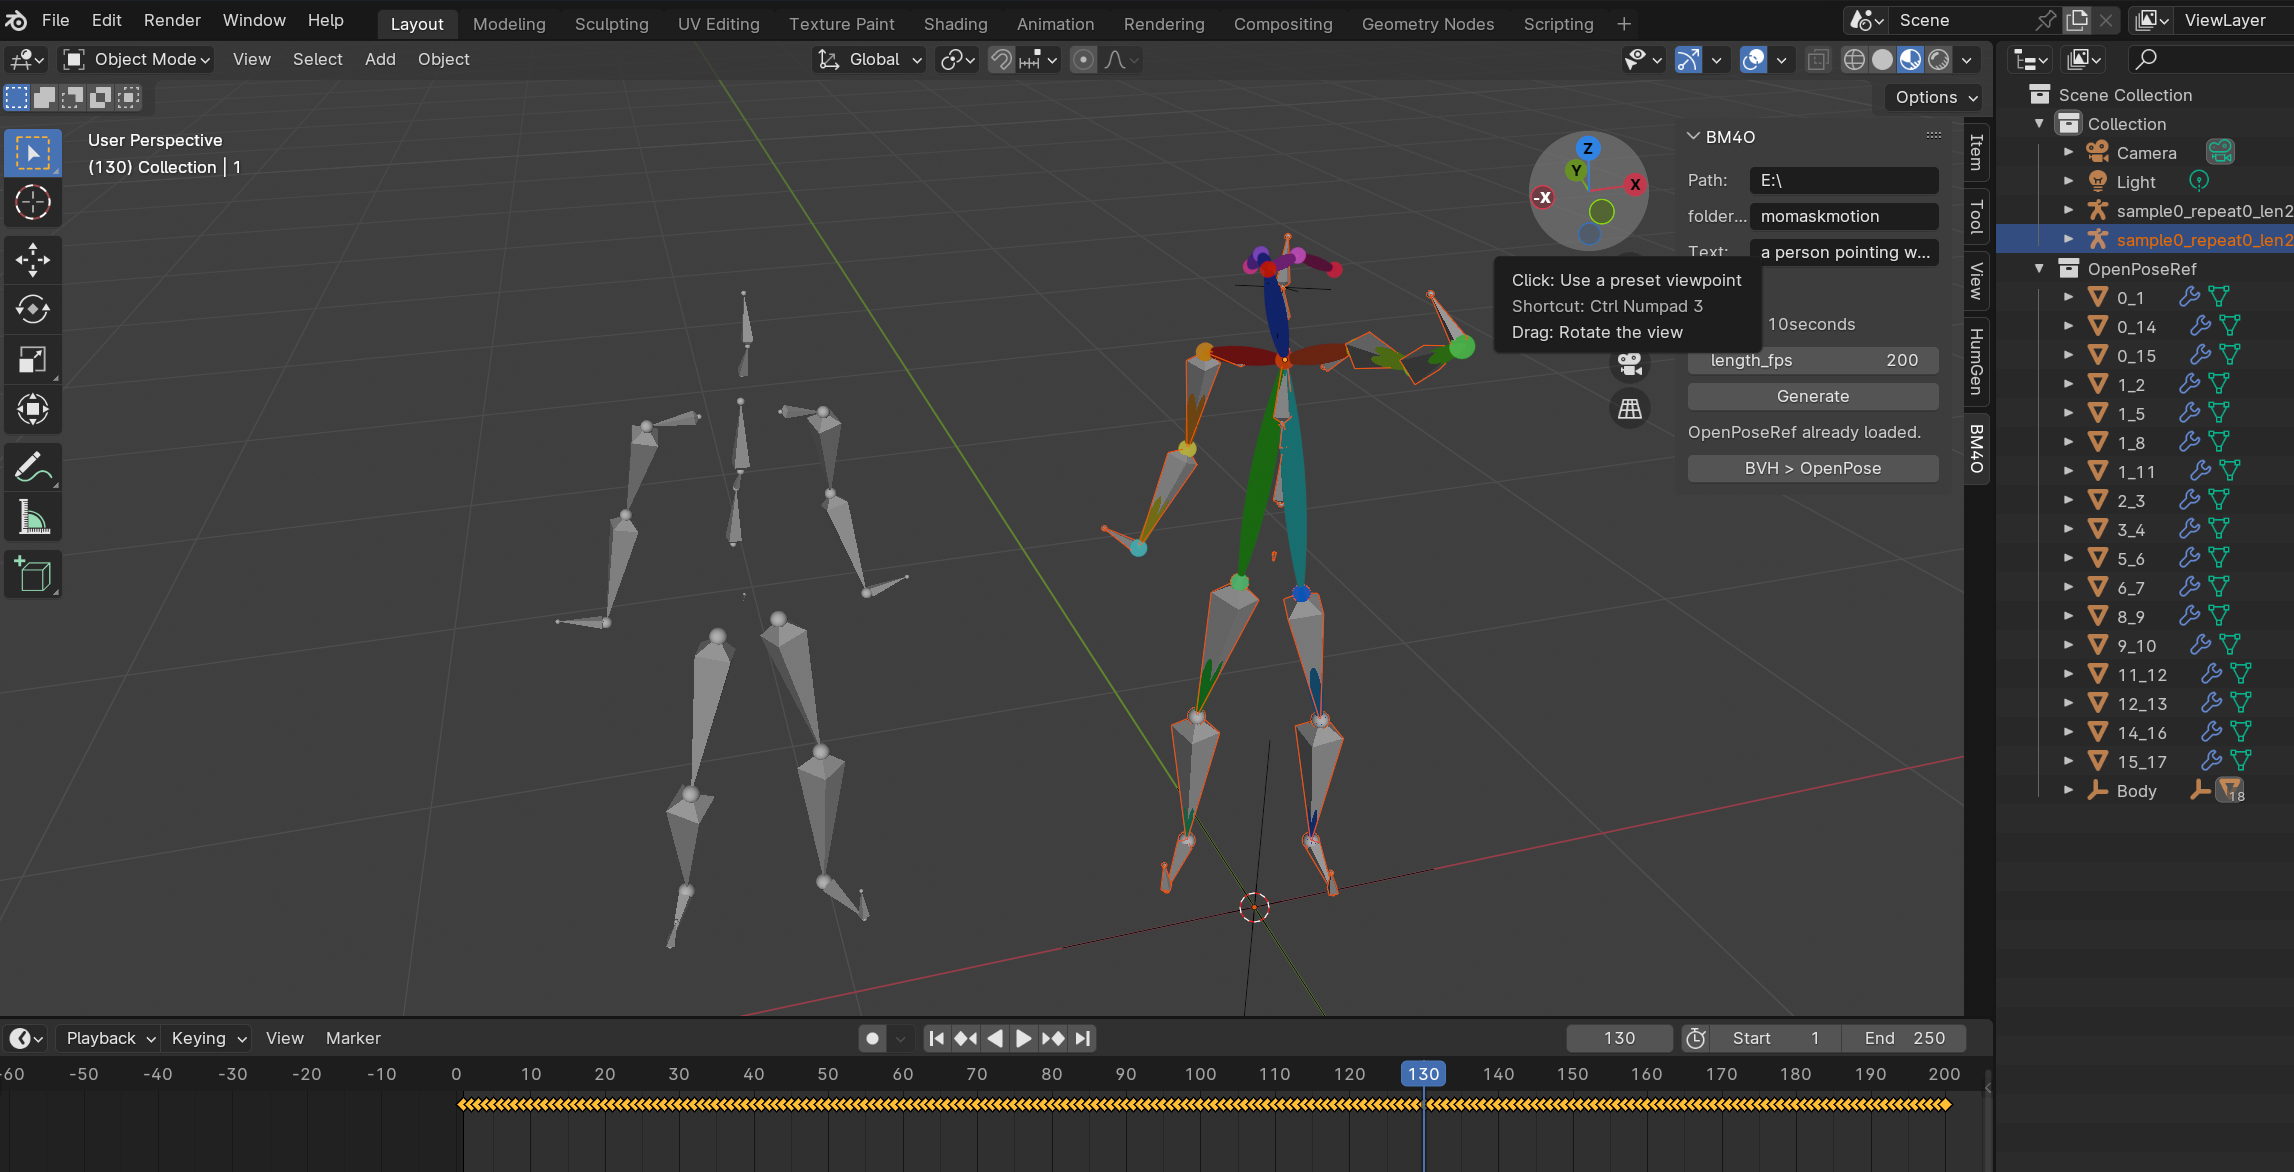 File Edit Render Window Help
Layout Modeling Sculpting UV Editing Texture Paint Shading Animation Rendering Compositing Geometry Nodes Scripting +
Scene
ViewLayer
Object Mode View Select Add Object
Global
Options
User Perspective
(130) Collection | 1
Z
Y
X
-X
BM4O
Path: E:\
folder... momaskmotion
Text: a person pointing w...
Click: Use a preset viewpoint
Shortcut: Ctrl Numpad 3
Drag: Rotate the view
10seconds
length_fps 200
Generate
OpenPoseRef already loaded.
BVH > OpenPose
Item
Tool
View
HumGen
BM4O
Scene Collection
Collection
Camera
Light
sample0_repeat0_len2
sample0_repeat0_len2
OpenPoseRef
0_1
0_14
0_15
1_2
1_5
1_8
1_11
2_3
3_4
5_6
6_7
8_9
9_10
11_12
12_13
14_16
15_17
Body 18
Playback Keying View Marker
130 Start 1 End 250
-60 -50 -40 -30 -20 -10 0 10 20 30 40 50 60 70 80 90 100 110 120 130 140 150 160 170 180 190 200